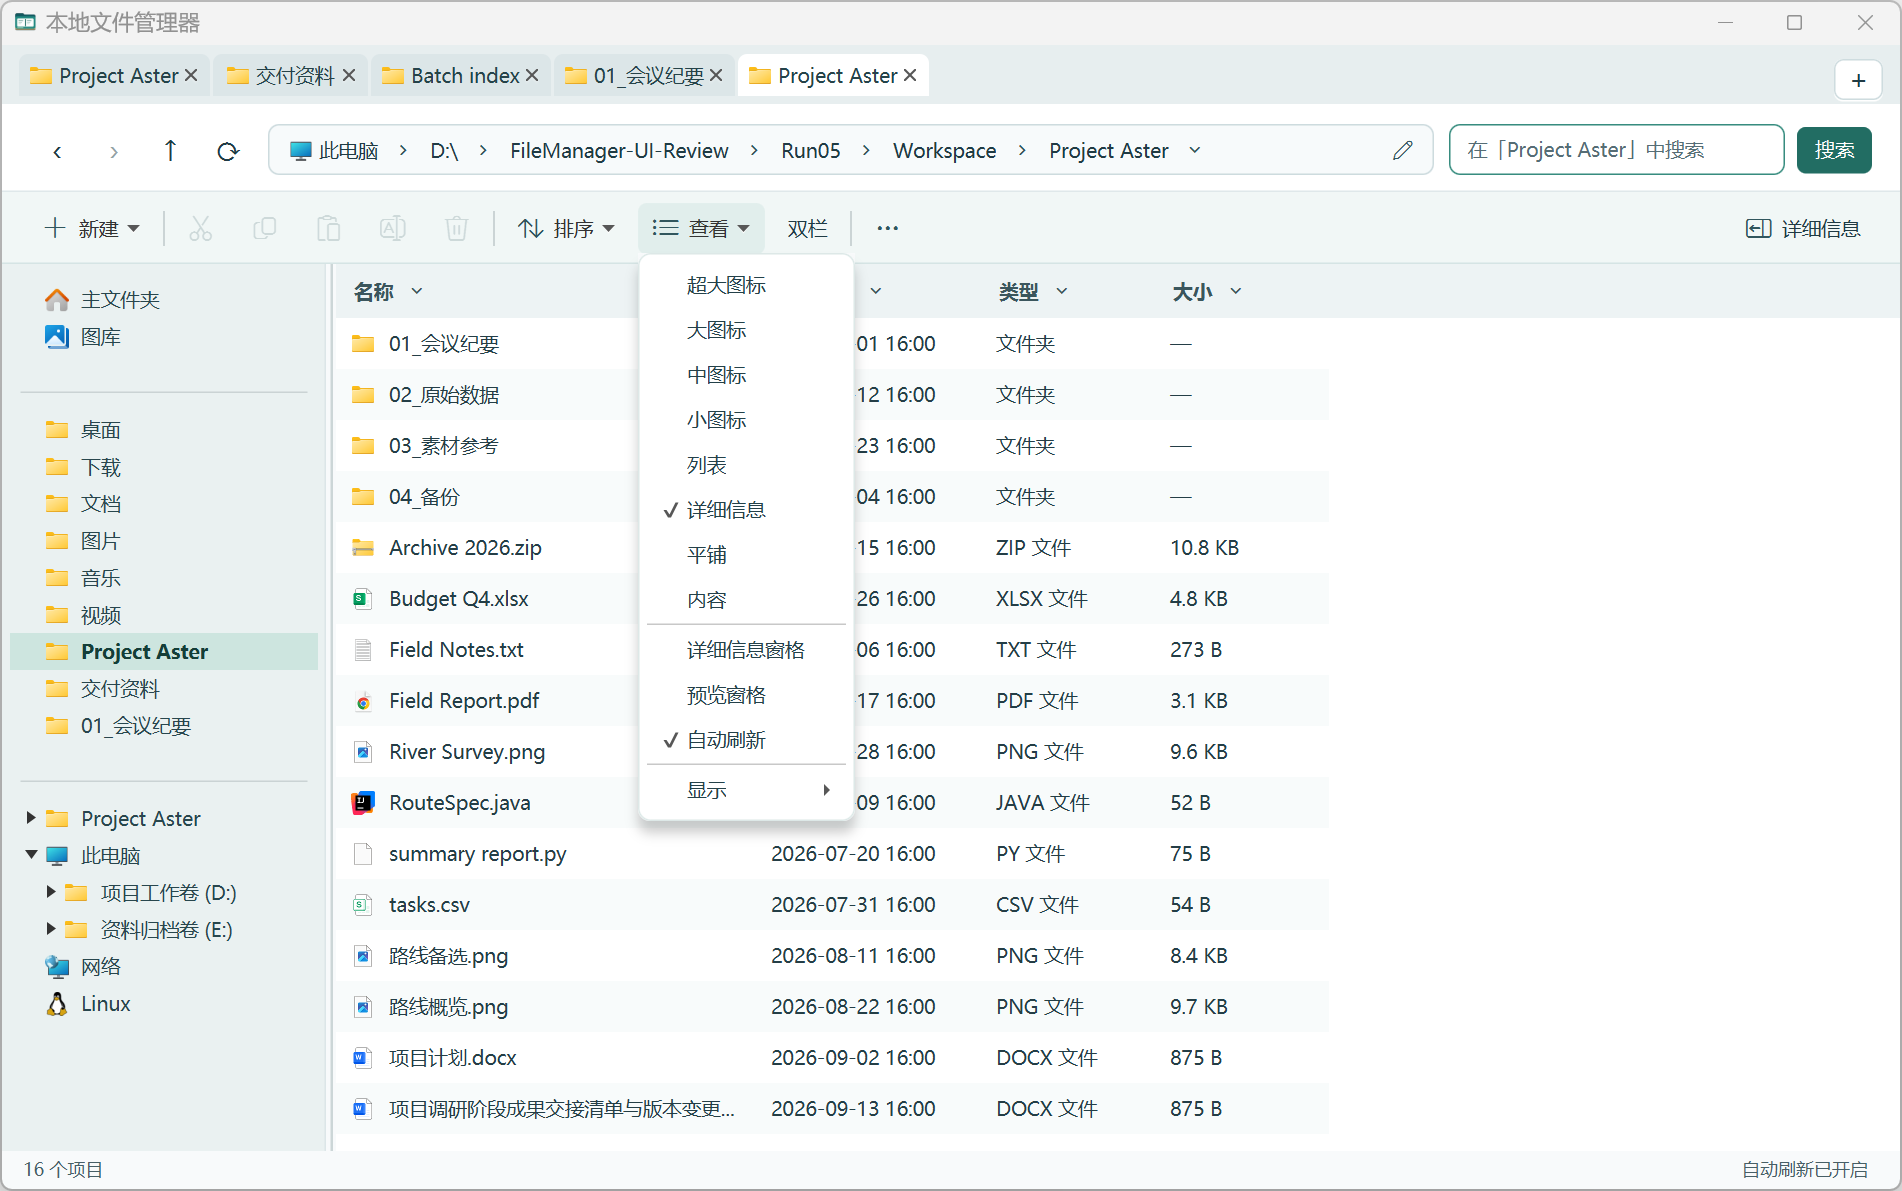 本地文件管理器
Project Aster 交付资料 Batch index 01_会议纪要 Project Aster
此电脑 D:\ FileManager-UI-Review Run05 Workspace Project Aster
在「Project Aster」中搜索 搜索
新建 排序 查看 双栏 详细信息
主文件夹
图库
桌面
下载
文档
图片
音乐
视频
Project Aster
交付资料
01_会议纪要
Project Aster
此电脑
项目工作卷 (D:)
资料归档卷 (E:)
网络
Linux
名称 类型 大小
01_会议纪要 -01 16:00 文件夹 —
02_原始数据 -12 16:00 文件夹 —
03_素材参考 -23 16:00 文件夹 —
04_备份 -04 16:00 文件夹 —
Archive 2026.zip -15 16:00 ZIP 文件 10.8 KB
Budget Q4.xlsx -26 16:00 XLSX 文件 4.8 KB
Field Notes.txt -06 16:00 TXT 文件 273 B
Field Report.pdf -17 16:00 PDF 文件 3.1 KB
River Survey.png -28 16:00 PNG 文件 9.6 KB
RouteSpec.java -09 16:00 JAVA 文件 52 B
summary report.py 2026-07-20 16:00 PY 文件 75 B
tasks.csv 2026-07-31 16:00 CSV 文件 54 B
路线备选.png 2026-08-11 16:00 PNG 文件 8.4 KB
路线概览.png 2026-08-22 16:00 PNG 文件 9.7 KB
项目计划.docx 2026-09-02 16:00 DOCX 文件 875 B
项目调研阶段成果交接清单与版本变更... 2026-09-13 16:00 DOCX 文件 875 B
超大图标
大图标
中图标
小图标
列表
详细信息
平铺
内容
详细信息窗格
预览窗格
自动刷新
显示
16 个项目
自动刷新已开启